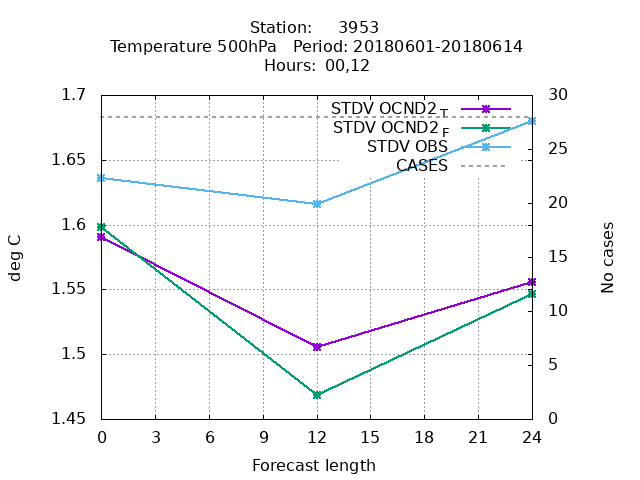 Station: 3953
Temperature 500hPa Period: 20180601-20180614
Hours: 00,12
1.7
1.65
1.6
1.55
1.5
1.45
deg C
30
25
20
15
10
5
0
No cases
STDV OCND2 T
STDV OCND2 F
STDV OBS
CASES
0 3 6 9 12 15 18 21 24
Forecast length